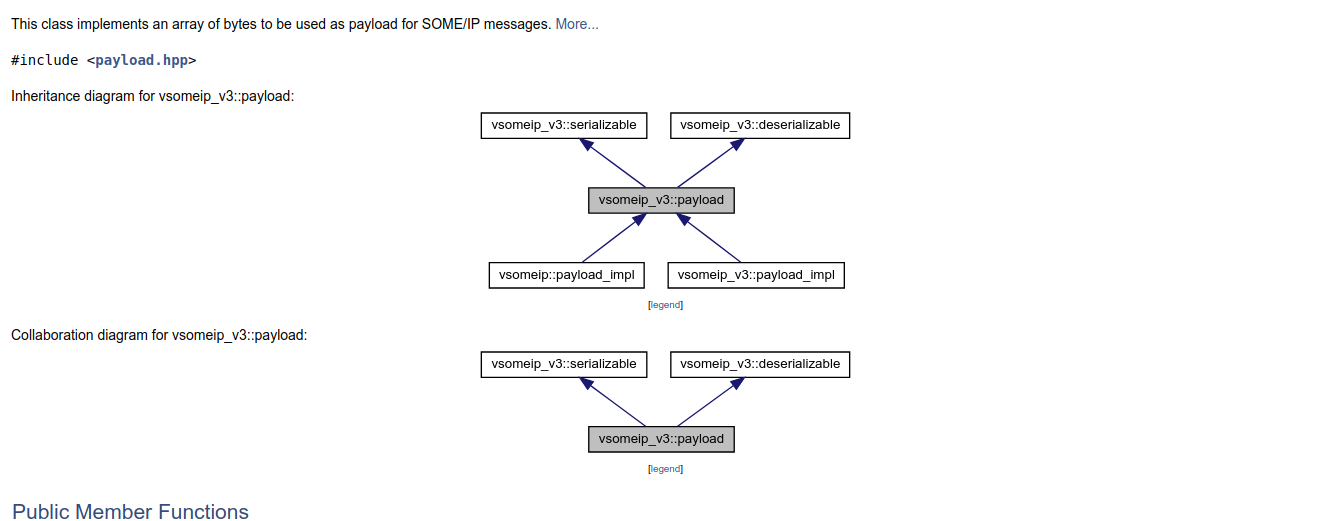 This class implements an array of bytes to be used as payload for SOME/IP messages. More...
#include <payload.hpp>
Inheritance diagram for vsomeip_v3::payload:
vsomeip_v3::serializable vsomeip_v3::deserializable
vsomeip_v3::payload
vsomeip::payload_impl vsomeip_v3::payload_impl
[legend]
Collaboration diagram for vsomeip_v3::payload:
vsomeip_v3::serializable vsomeip_v3::deserializable
vsomeip_v3::payload
[legend]
Public Member Functions